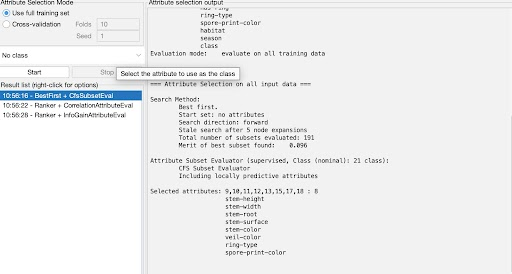 Attribute Selection Mode
Use full training set
Cross-validation Folds 10
Seed 1
No class
Start Stop
Select the attribute to use as the class
Result list (right-click for options)
10:56:16 - BestFirst + CfsSubsetEval
10:56:22 - Ranker + CorrelationAttributeEval
10:56:28 - Ranker + InfoGainAttributeEval
Attribute selection output
ring-type
spore-print-color
habitat
season
class
Evaluation mode: evaluate on all training data
=== Attribute Selection on all input data ===
Search Method:
Best first.
Start set: no attributes
Search direction: forward
Stale search after 5 node expansions
Total number of subsets evaluated: 191
Merit of best subset found: 0.096
Attribute Subset Evaluator (supervised, Class (nominal): 21 class):
CFS Subset Evaluator
Including locally predictive attributes
Selected attributes: 9,10,11,12,13,15,17,18 : 8
stem-height
stem-width
stem-root
stem-surface
stem-color
veil-color
ring-type
spore-print-color